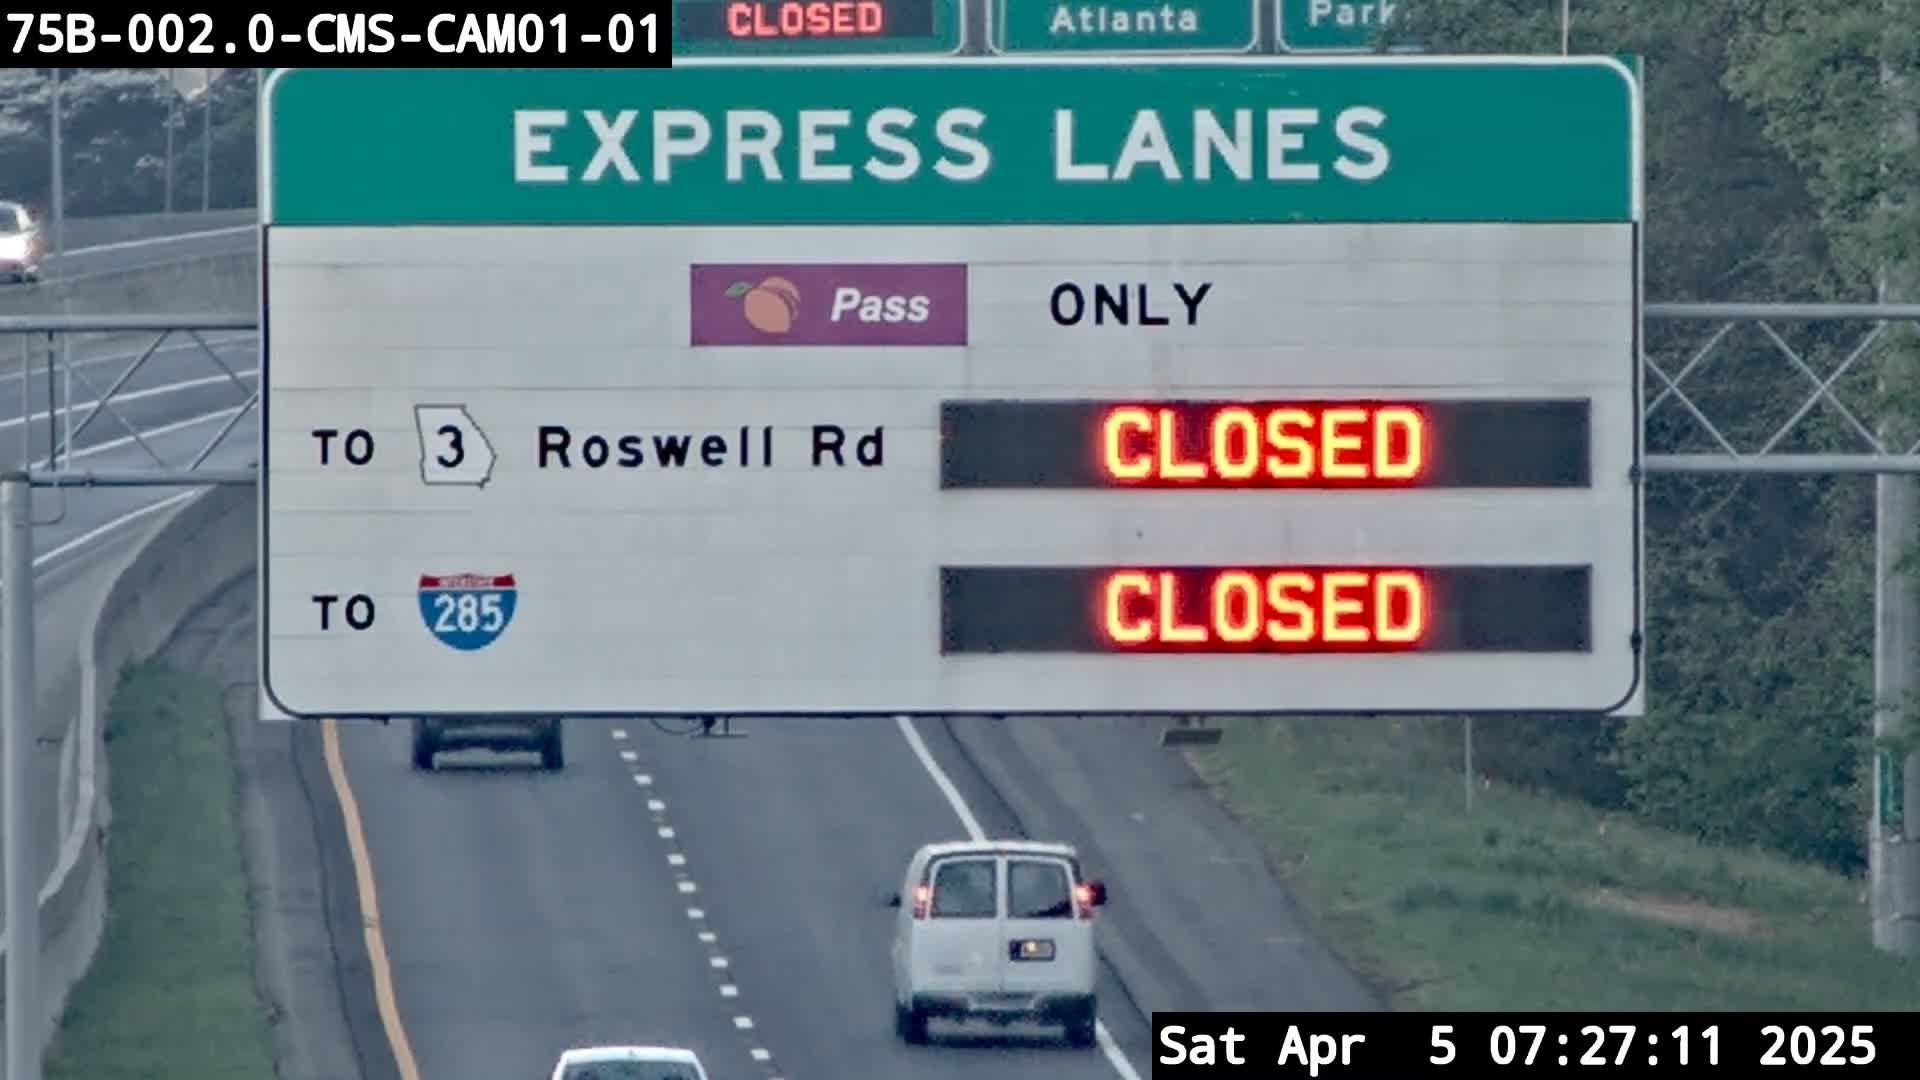 75B-002.0-CMS-CAM01-01
CLOSED
Atlanta
Park
EXPRESS LANES
Pass ONLY
TO 3 Roswell Rd CLOSED
TO INTERSTATE 285 CLOSED
Sat Apr 5 07:27:11 2025